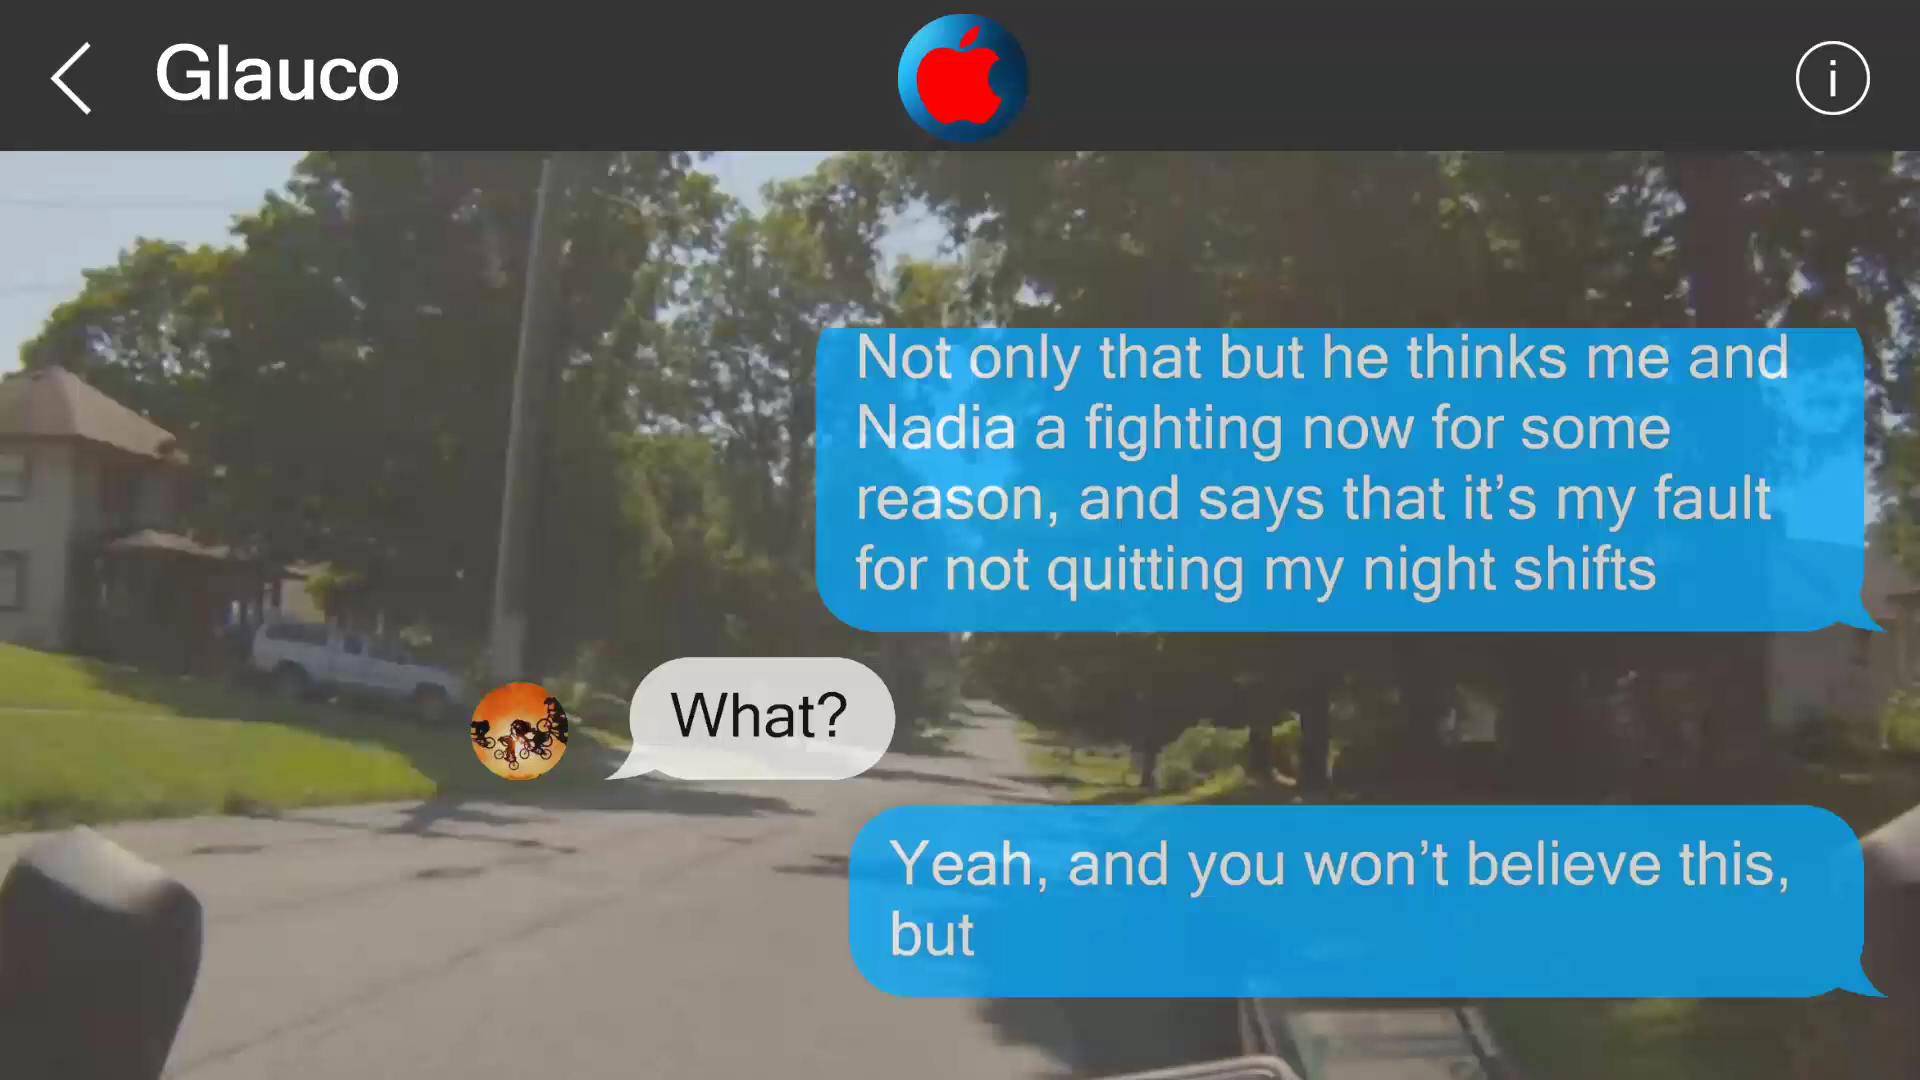 Glauco
i
Not only that but he thinks me and
Nadia a fighting now for some
reason, and says that it’s my fault
for not quitting my night shifts
What?
Yeah, and you won’t believe this,
but